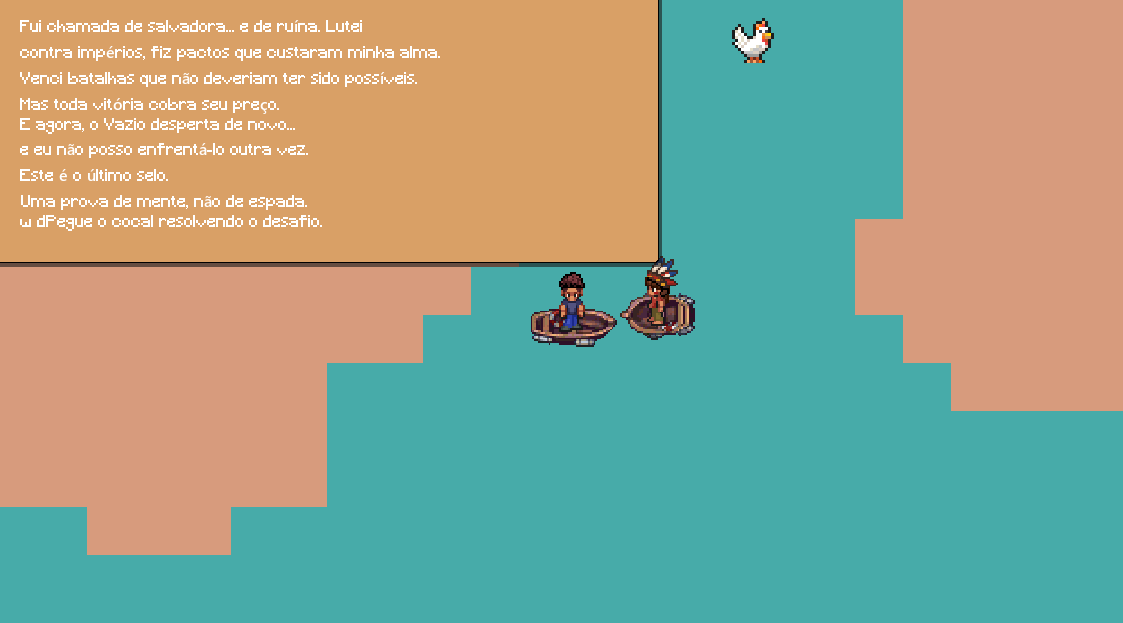 Fui chamada de salvadora... e de ruína. Lutei
contra impérios, fiz pactos que custaram minha alma.
Venci batalhas que não deveriam ter sido possíveis.
Mas toda vitória cobra seu preço.
E agora, o Vazio desperta de novo...
e eu não posso enfrentá-lo outra vez.
Este é o último selo.
Uma prova de mente, não de espada.
w dPegue o cocal resolvendo o desafio.